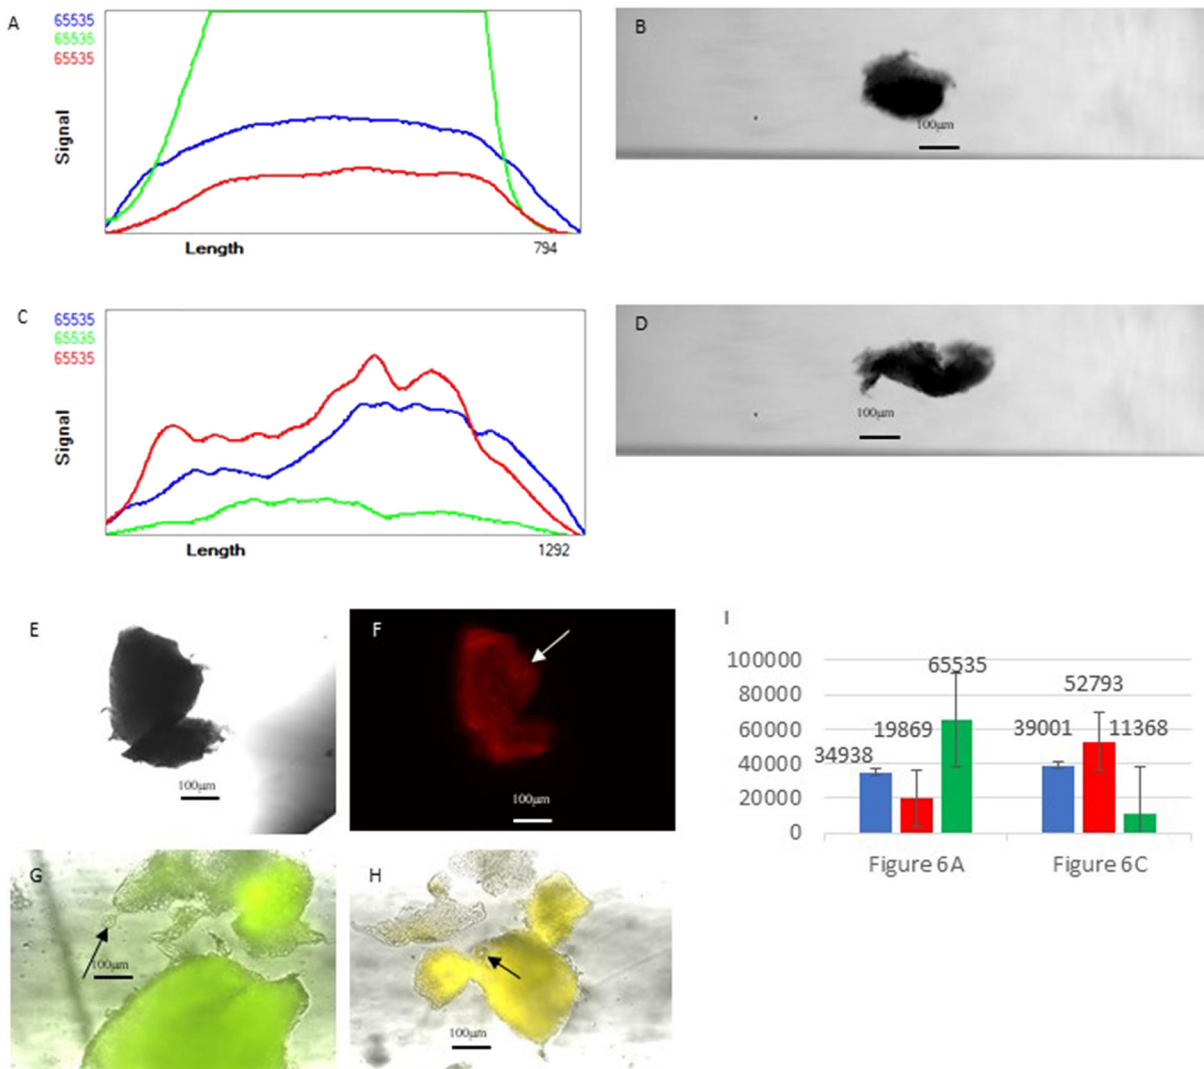 A
65535
65535
65535
Signal
Length
794
B
100μm
C
65535
65535
65535
Signal
Length
1292
D
100μm
E
100μm
F
100μm
G
100μm
H
100μm
I
100000
80000
60000
40000
20000
0
34938
19869
65535
39001
52793
11368
Figure 6A
Figure 6C